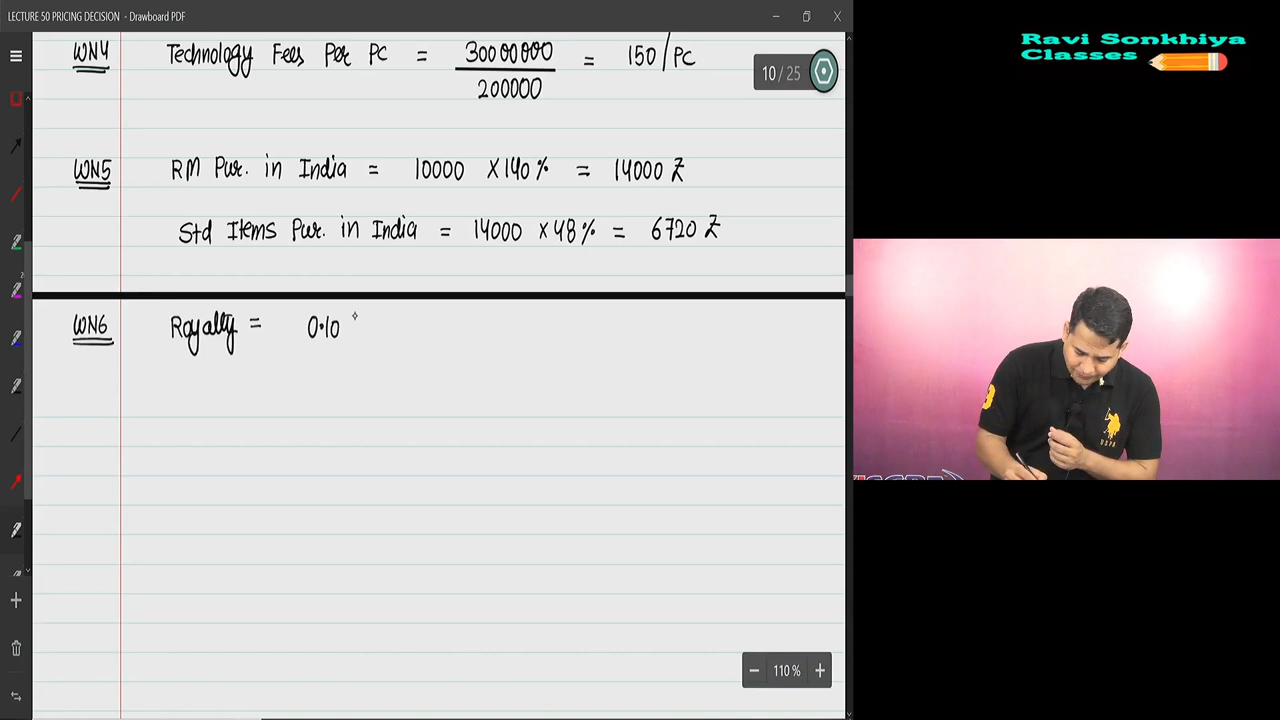 LECTURE 50 PRICING DECISION - Drawboard PDF
Ravi Sonkhiya
Classes
WN4 Technology Fees Per PC = 30000000 / 200000 = 150/PC
10 / 25
WN5 RM Pur. in India = 10000 X 140% = 14000 Z
Std Items Pur. in India = 14000 X 48% = 6720 Z
WN6 Royalty = 0.10
110 %
USPA
3